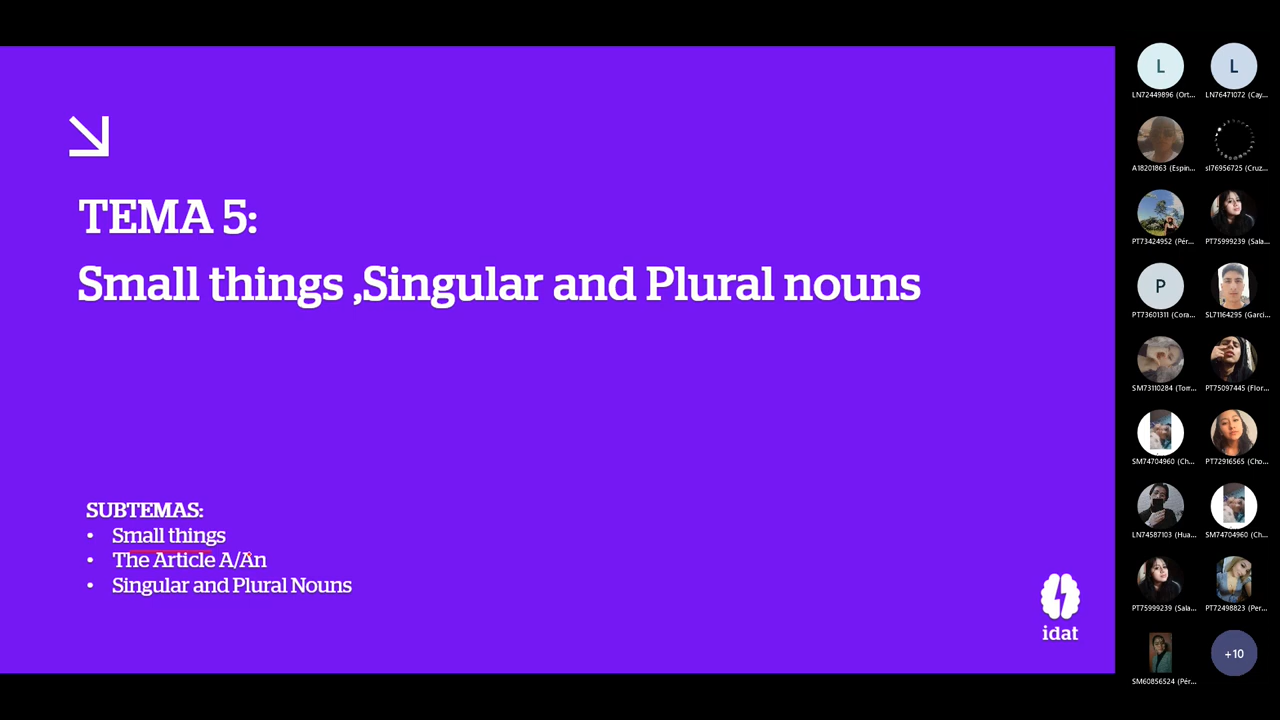 TEMA 5:
Small things ,Singular and Plural nouns
SUBTEMAS:
• Small things
• The Article A/An
• Singular and Plural Nouns
idat
L L
LN72449896 (Ort... LN76471072 (Cay...
A18201863 (Espin... sl76956725 (Cruz...
PT73424952 (Pér... PT75999239 (Sala...
P
PT73601311 (Cora... SL71164295 (Garci...
SM73110284 (Torr... PT75097445 (Flor...
SM74704960 (Ch... PT72916565 (Cho...
LN74587103 (Hua... SM74704960 (Ch...
PT75999239 (Sala... PT72498823 (Per...
+10
SM60856524 (Pér...